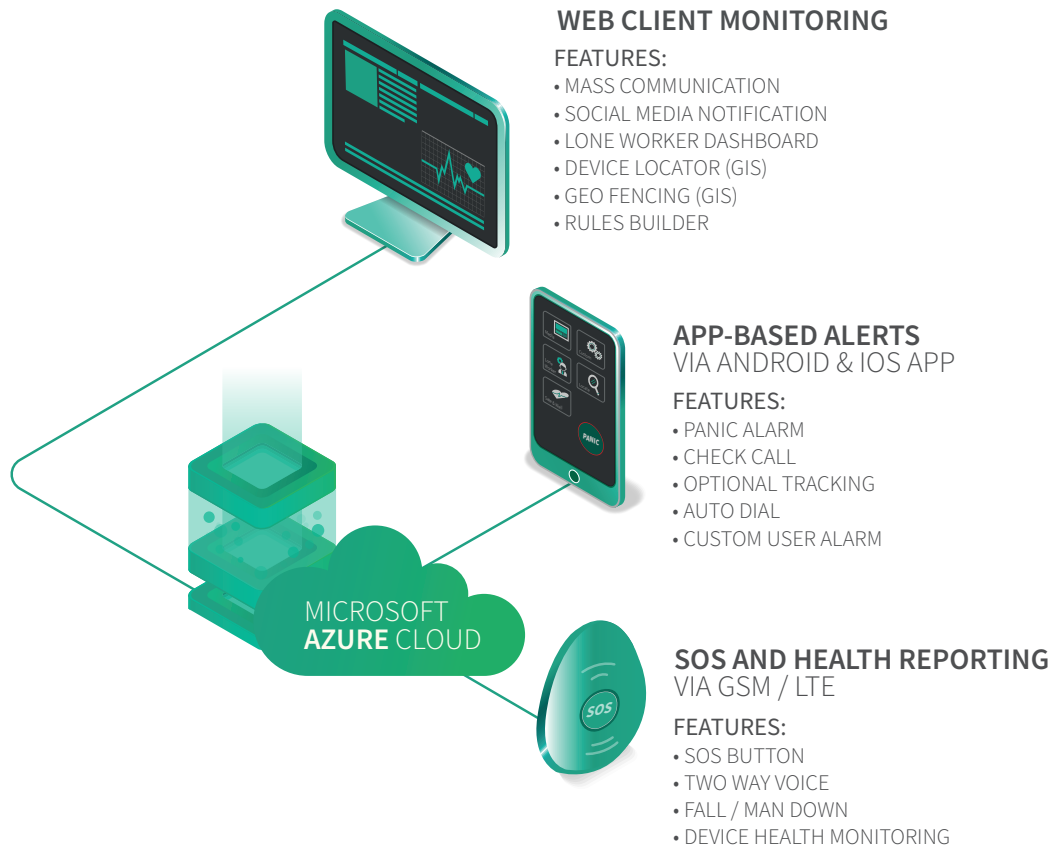 WEB CLIENT MONITORING
FEATURES:
• MASS COMMUNICATION
• SOCIAL MEDIA NOTIFICATION
• LONE WORKER DASHBOARD
• DEVICE LOCATOR (GIS)
• GEO FENCING (GIS)
• RULES BUILDER
APP-BASED ALERTS
VIA ANDROID & IOS APP
FEATURES:
• PANIC ALARM
• CHECK CALL
• OPTIONAL TRACKING
• AUTO DIAL
• CUSTOM USER ALARM
PANIC
MICROSOFT
AZURE CLOUD
SOS
SOS AND HEALTH REPORTING
VIA GSM / LTE
FEATURES:
• SOS BUTTON
• TWO WAY VOICE
• FALL / MAN DOWN
• DEVICE HEALTH MONITORING